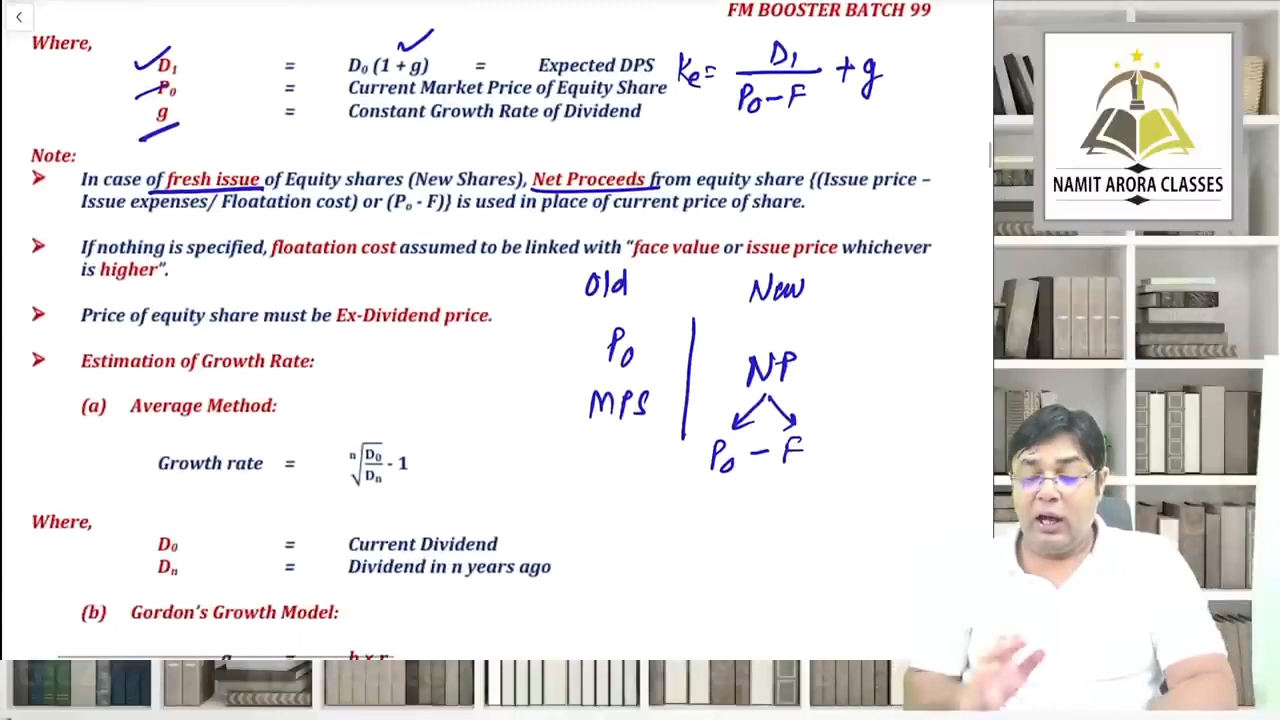 FM BOOSTER BATCH 99
Where,
D₁ = D₀ (1 + g) = Expected DPS
P₀ = Current Market Price of Equity Share
g = Constant Growth Rate of Dividend
Ke = D₁ / P₀ – F + g
Note:
➤ In case of fresh issue of Equity shares (New Shares), Net Proceeds from equity share {(Issue price –
Issue expenses/ Floatation cost) or (P₀ - F)} is used in place of current price of share.
➤ If nothing is specified, floatation cost assumed to be linked with “face value or issue price whichever
is higher”.
Old New
➤ Price of equity share must be Ex-Dividend price.
P₀ NP
MPS P₀ – F
➤ Estimation of Growth Rate:
(a) Average Method:
Growth rate = ⁿ√D₀/Dₙ - 1
Where,
D₀ = Current Dividend
Dₙ = Dividend in n years ago
(b) Gordon’s Growth Model:
g = b × r
NAMIT ARORA CLASSES